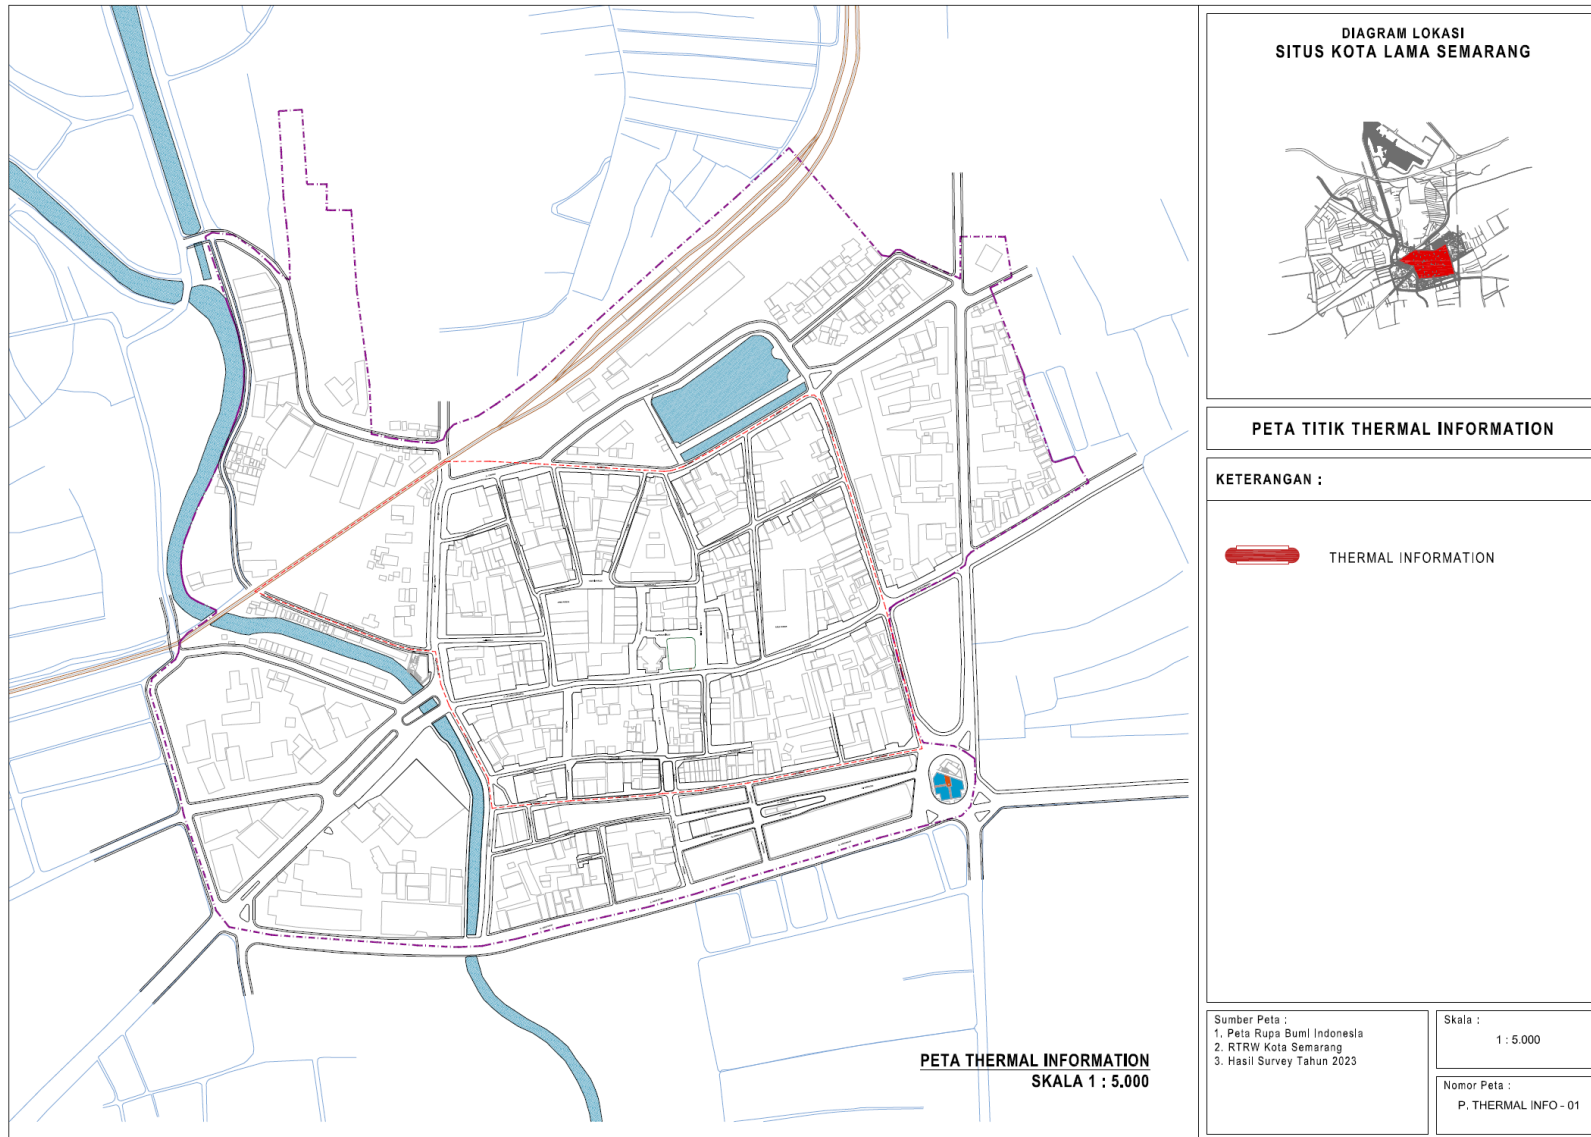 DIAGRAM LOKASI
SITUS KOTA LAMA SEMARANG
PETA TITIK THERMAL INFORMATION
KETERANGAN :
THERMAL INFORMATION
PETA THERMAL INFORMATION
SKALA 1 : 5.000
Sumber Peta :
1. Peta Rupa Bumi Indonesia
2. RTRW Kota Semarang
3. Hasil Survey Tahun 2023
Skala :
1 : 5.000
Nomor Peta :
P. THERMAL INFO - 01